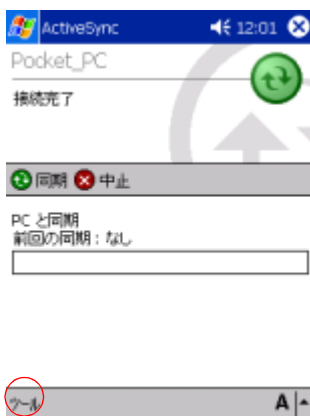 ActiveSync 12:01
Pocket_PC
接続完了
同期 中止
PC と同期
前回の同期：なし
ツール A